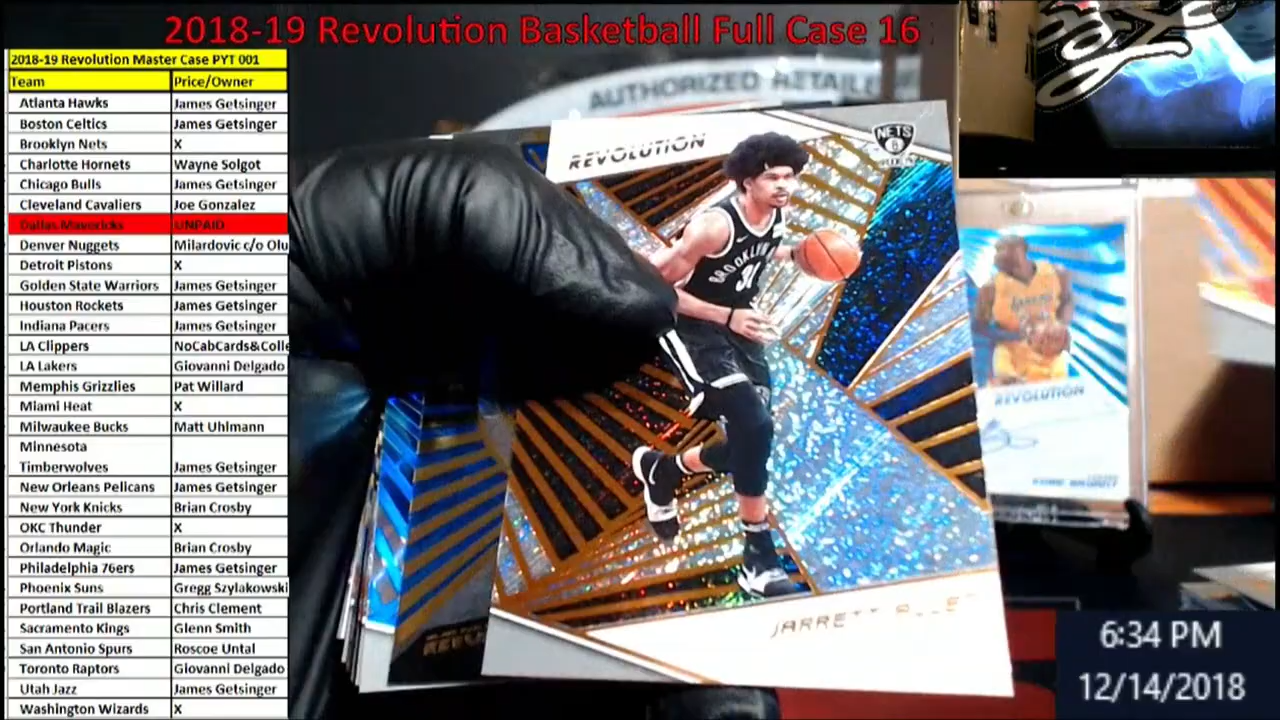 2018-19 Revolution Basketball Full Case 16
2018-19 Revolution Master Case PYT 001
Team Price/Owner
Atlanta Hawks James Getsinger
Boston Celtics James Getsinger
Brooklyn Nets X
Charlotte Hornets Wayne Solgot
Chicago Bulls James Getsinger
Cleveland Cavaliers Joe Gonzalez
Dallas Mavericks UNPAID
Denver Nuggets Milardovic c/o Olu
Detroit Pistons X
Golden State Warriors James Getsinger
Houston Rockets James Getsinger
Indiana Pacers James Getsinger
LA Clippers NoCabCards&Colle
LA Lakers Giovanni Delgado
Memphis Grizzlies Pat Willard
Miami Heat X
Milwaukee Bucks Matt Uhlmann
Minnesota
Timberwolves James Getsinger
New Orleans Pelicans James Getsinger
New York Knicks Brian Crosby
OKC Thunder X
Orlando Magic Brian Crosby
Philadelphia 76ers James Getsinger
Phoenix Suns Gregg Szylakowski
Portland Trail Blazers Chris Clement
Sacramento Kings Glenn Smith
San Antonio Spurs Roscoe Untal
Toronto Raptors Giovanni Delgado
Utah Jazz James Getsinger
Washington Wizards X
AUTHORIZED RETAILE
REVOLUTION
NETS
B
BROOKLYN
31
JARRETT ALLEN
LAKERS
REVOLUTION
6:34 PM
12/14/2018